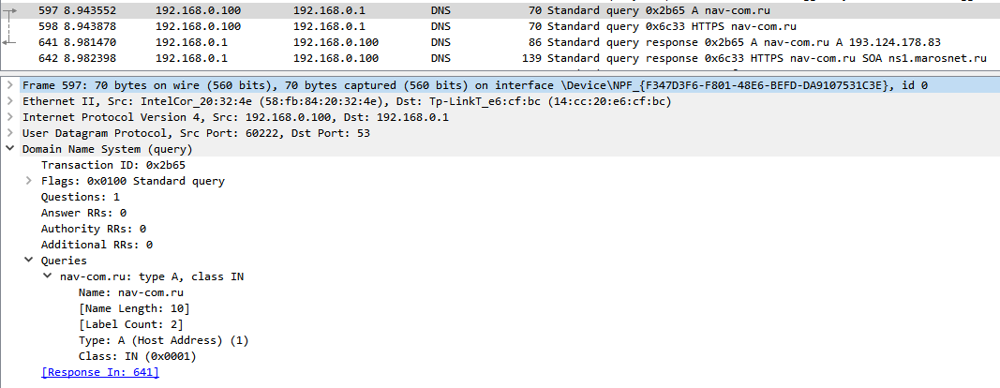 597 8.943552 192.168.0.100 192.168.0.1 DNS 70 Standard query 0x2b65 A nav-com.ru
598 8.943878 192.168.0.100 192.168.0.1 DNS 70 Standard query 0x6c33 HTTPS nav-com.ru
641 8.981470 192.168.0.1 192.168.0.100 DNS 86 Standard query response 0x2b65 A nav-com.ru A 193.124.178.83
642 8.982398 192.168.0.1 192.168.0.100 DNS 139 Standard query response 0x6c33 HTTPS nav-com.ru SOA ns1.marosnet.ru
Frame 597: 70 bytes on wire (560 bits), 70 bytes captured (560 bits) on interface \Device\NPF_{F347D3F6-F801-48E6-BEFD-DA9107531C3E}, id 0
Ethernet II, Src: IntelCor_20:32:4e (58:fb:84:20:32:4e), Dst: Tp-LinkT_e6:cf:bc (14:cc:20:e6:cf:bc)
Internet Protocol Version 4, Src: 192.168.0.100, Dst: 192.168.0.1
User Datagram Protocol, Src Port: 60222, Dst Port: 53
Domain Name System (query)
Transaction ID: 0x2b65
Flags: 0x0100 Standard query
Questions: 1
Answer RRs: 0
Authority RRs: 0
Additional RRs: 0
Queries
nav-com.ru: type A, class IN
Name: nav-com.ru
[Name Length: 10]
[Label Count: 2]
Type: A (Host Address) (1)
Class: IN (0x0001)
[Response In: 641]